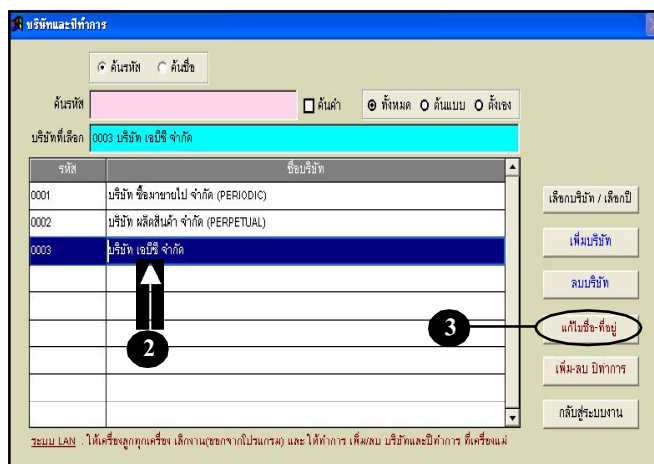 บริษัทและปีทำการ
ค้นรหัส ค้นชื่อ
ค้นรหัส ค้นคำ ทั้งหมด ต้นแบบ ตั้งเอง
บริษัทที่เลือก 0003 บริษัท เอบีซี จำกัด
รหัส ชื่อบริษัท
0001 บริษัท ซื้อมาขายไป จำกัด (PERIODIC)
0002 บริษัท ผลิตสินค้า จำกัด (PERPETUAL)
0003 บริษัท เอบีซี จำกัด
2
3
เลือกบริษัท / เลือกปี
เพิ่มบริษัท
ลบบริษัท
แก้ไขชื่อ-ที่อยู่
เพิ่ม-ลบ ปีทำการ
กลับสู่ระบบงาน
ระบบ LAN . ให้เครื่องลูกทุกเครื่อง เลิกงาน(ออกจากโปรแกรม) และ ให้ทำการ เพิ่ม/ลบ บริษัทและปีทำการ ที่เครื่องแม่